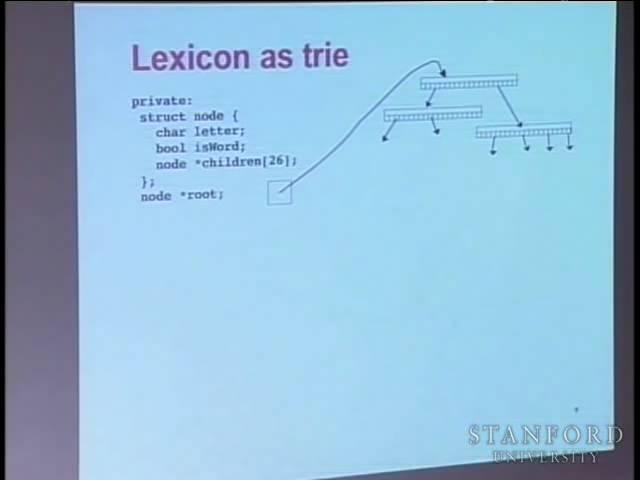 Lexicon as trie
private:
struct node {
char letter;
bool isWord;
node *children[26];
};
node *root;
STANFORD
UNIVERSITY